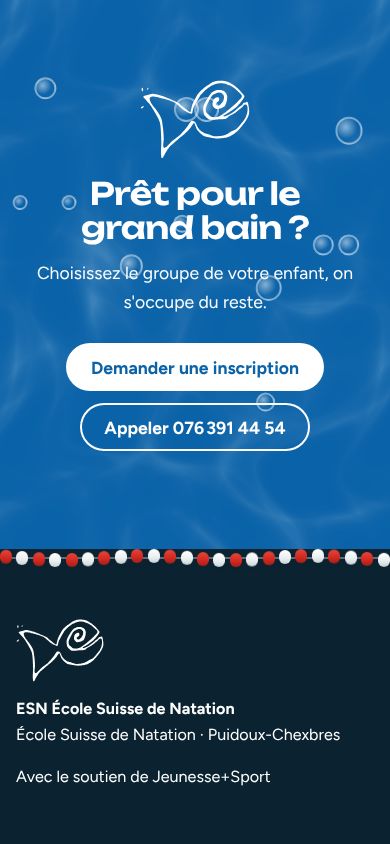 Prêt pour le
grand bain ?
Choisissez le groupe de votre enfant, on
s'occupe du reste.
Demander une inscription
Appeler 076 391 44 54
ESN École Suisse de Natation
École Suisse de Natation · Puidoux-Chexbres
Avec le soutien de Jeunesse+Sport